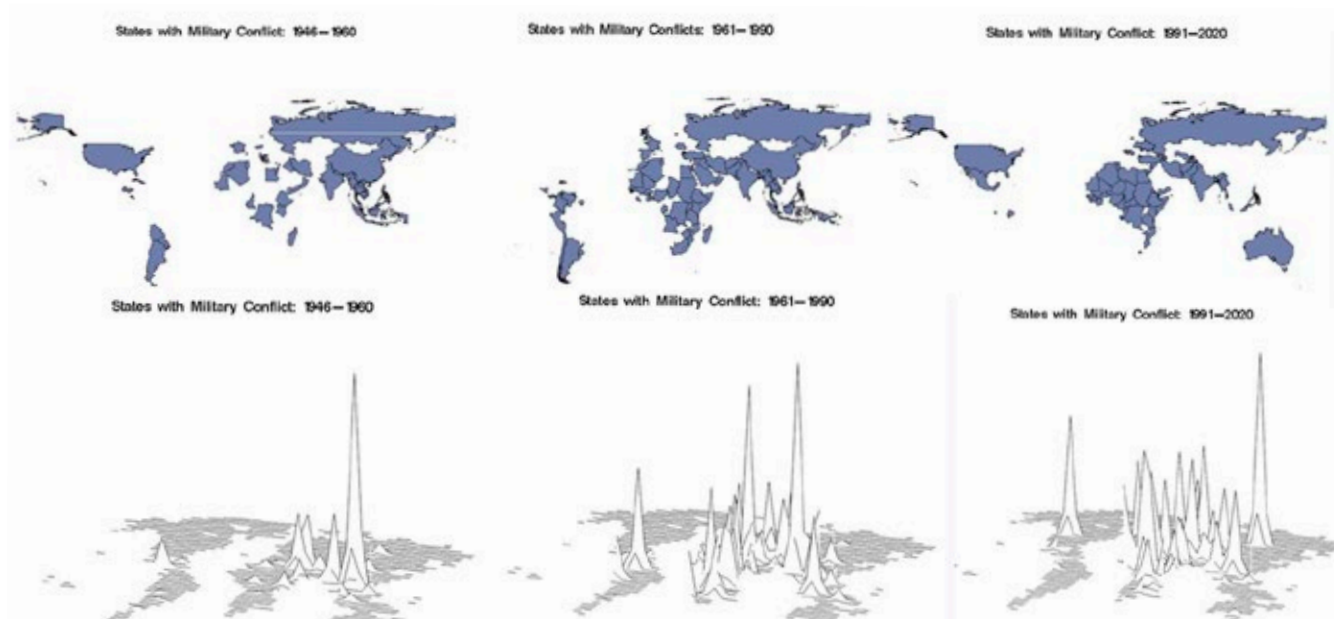 States with Military Conflict: 1946—1960
States with Military Conflicts: 1961—1990
States with Military Conflict: 1991—2020
States with Military Conflict: 1946—1960
States with Military Conflict: 1961—1990
States with Military Conflict: 1991—2020